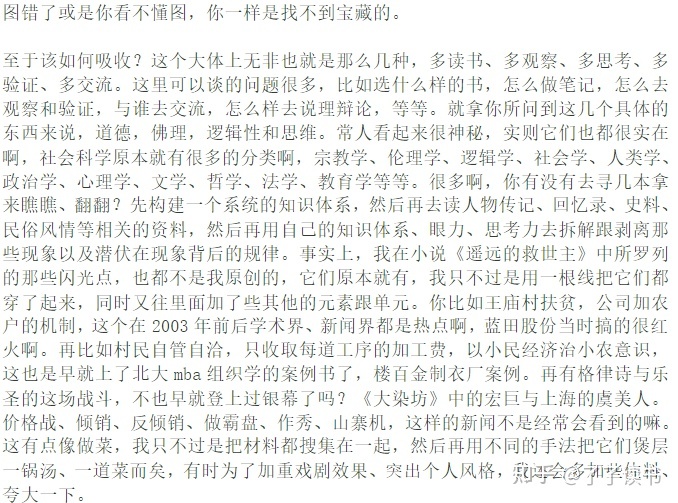 图错了或是你看不懂图，你一样是找不到宝藏的。
至于该如何吸收？这个大体上无非也就是那么几种，多读书、多观察、多思考、多
验证、多交流。这里可以谈的问题很多，比如选什么样的书，怎么做笔记，怎么去
观察和验证，与谁去交流，怎么样去说理辩论，等等。就拿你所问到这几个具体的
东西来说，道德，佛理，逻辑性和思维。常人看起来很神秘，实则它们也都很实在
啊，社会科学原本就有很多的分类啊，宗教学、伦理学、逻辑学、社会学、人类学、
政治学、心理学、文学、哲学、法学、教育学等等。很多啊，你有没有去寻几本拿
来瞧瞧、翻翻？先构建一个系统的知识体系，然后再去读人物传记、回忆录、史料、
民俗风情等相关的资料，然后再用自己的知识体系、眼力、思考力去拆解跟剥离那
些现象以及潜伏在现象背后的规律。事实上，我在小说《遥远的救世主》中所罗列
的那些闪光点，也都不是我原创的，它们原本就有，我只不过是用一根线把它们都
穿了起来，同时又往里面加了些其他的元素跟单元。你比如王庙村扶贫，公司加农
户的机制，这个在 2003 年前后学术界、新闻界都是热点啊，蓝田股份当时搞的很红
火啊。再比如村民自管自洽，只收取每道工序的加工费，以小民经济治小农意识，
这也是早就上了北大 mba 组织学的案例书了，楼百金制衣厂案例。再有格律诗与乐
圣的这场战斗，不也早就登上过银幕了吗？《大染坊》中的宏巨与上海的虞美人。
价格战、倾销、反倾销、做霸盘、作秀、山寨机，这样的新闻不是经常会看到的嘛。
这有点像做菜，我只不过是把材料都搜集在一起，然后再用不同的手法把它们煲层
一锅汤、一道菜而矣，有时为了加重戏剧效果、突出个人风格，我会多加些佐料、
夸大一下。
知乎 @了了读书